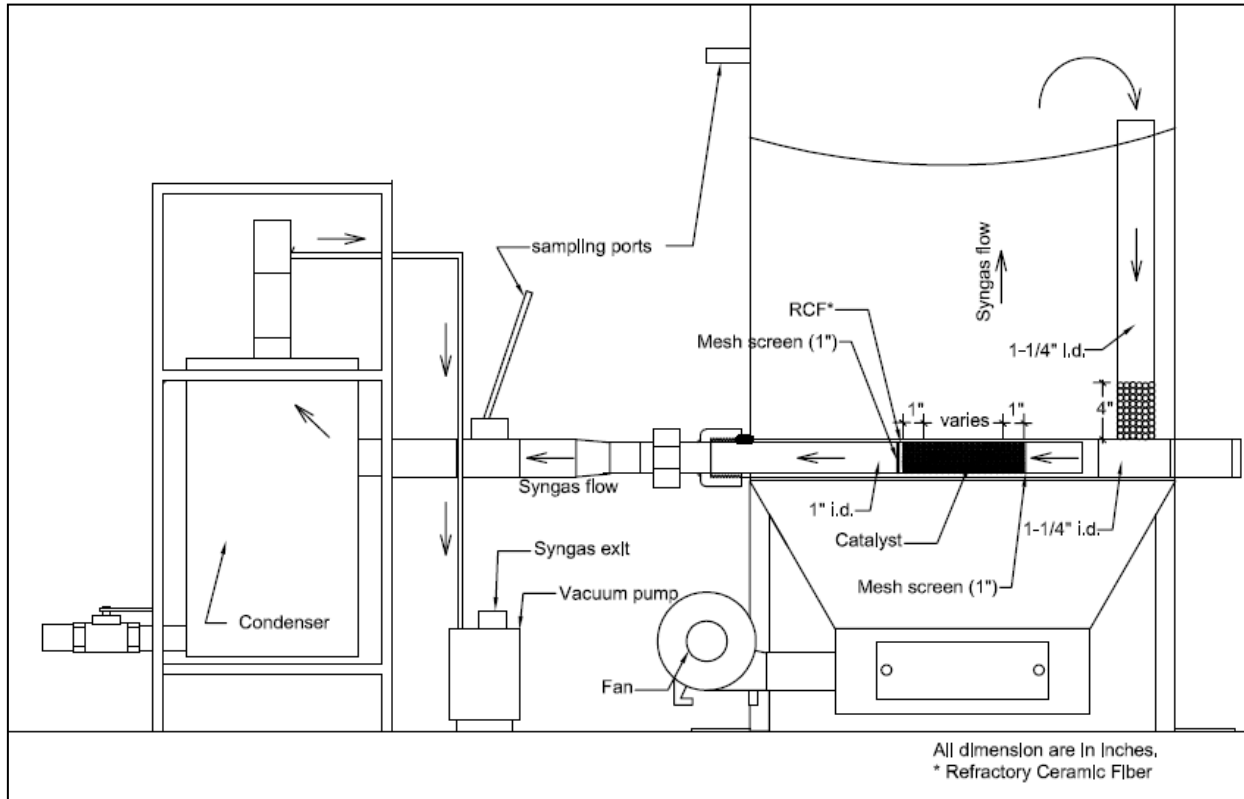 sampling ports
Syngas flow
RCF*
Mesh screen (1")
1-1/4" i.d.
1"
varies
1"
4"
Syngas flow
1" i.d.
1-1/4" i.d.
Catalyst
Syngas exit
Mesh screen (1")
Vacuum pump
Condenser
Fan
All dimension are in inches.
* Refractory Ceramic Fiber